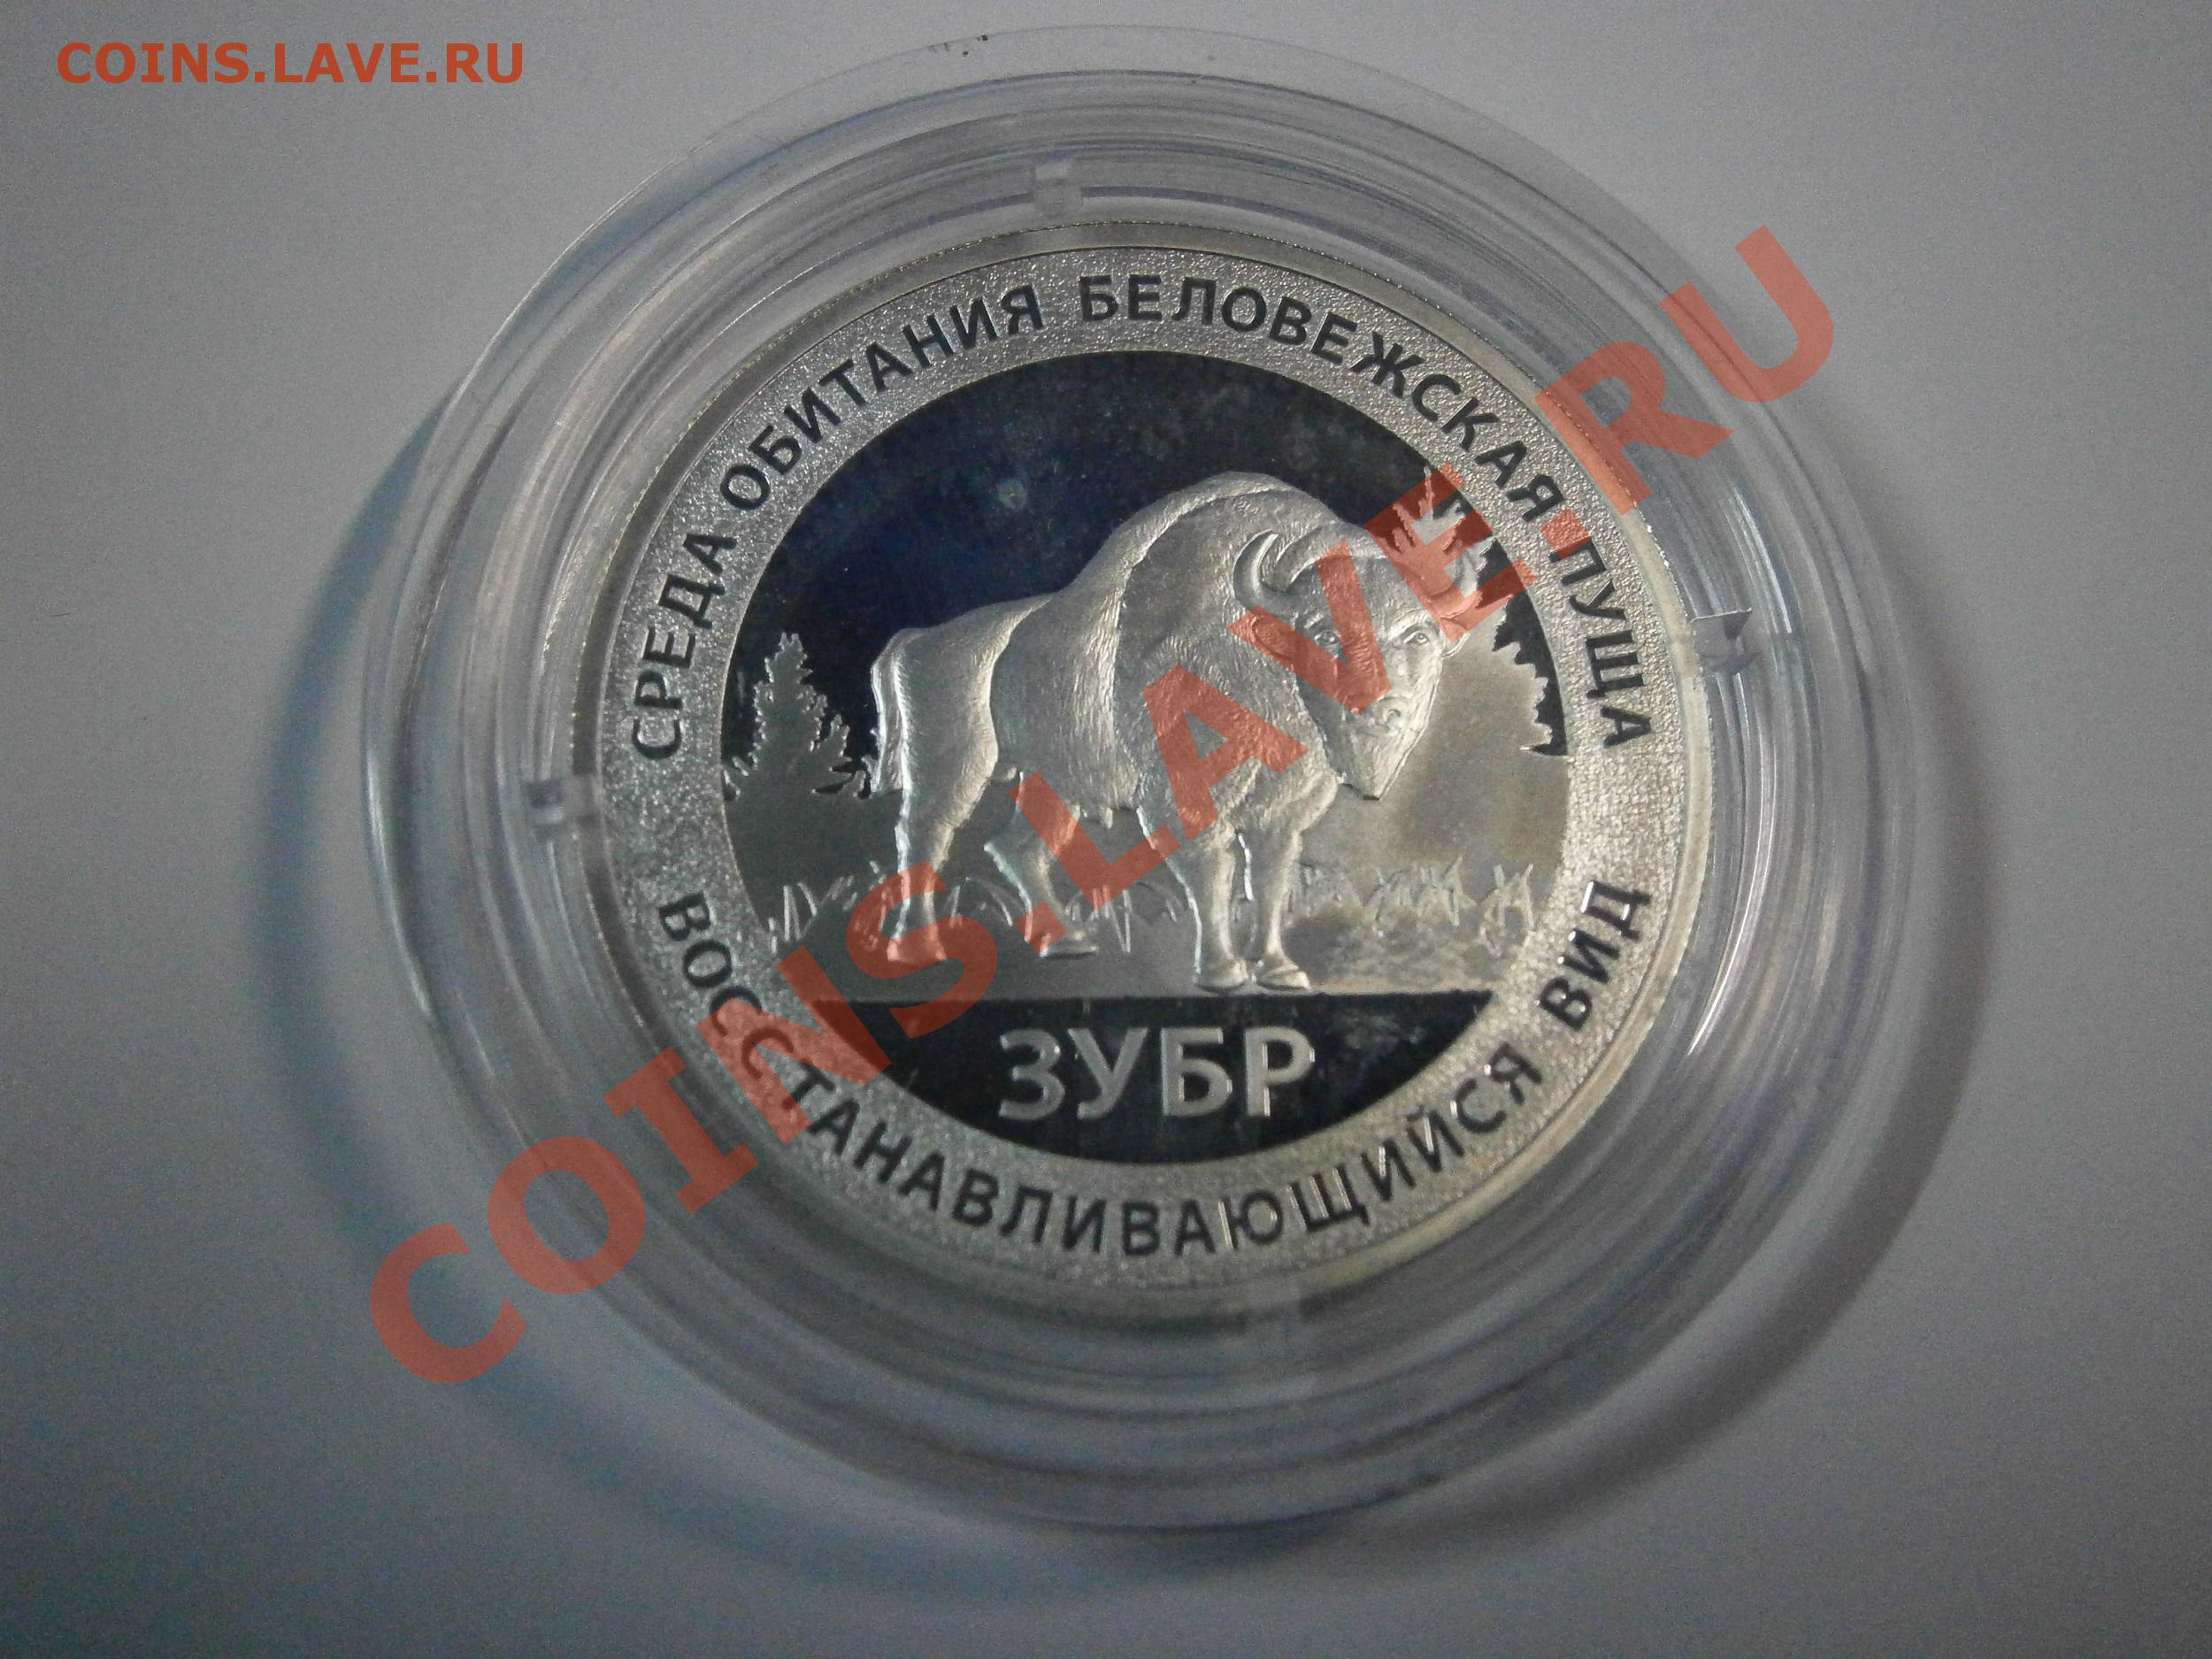 COINS.LAVE.RU
СРЕДА ОБИТАНИЯ БЕЛОВЕЖСКАЯ ПУЩА
ЗУБР
ВОССТАНАВЛИВАЮЩИЙСЯ ВИД
COINS.LAVE.RU